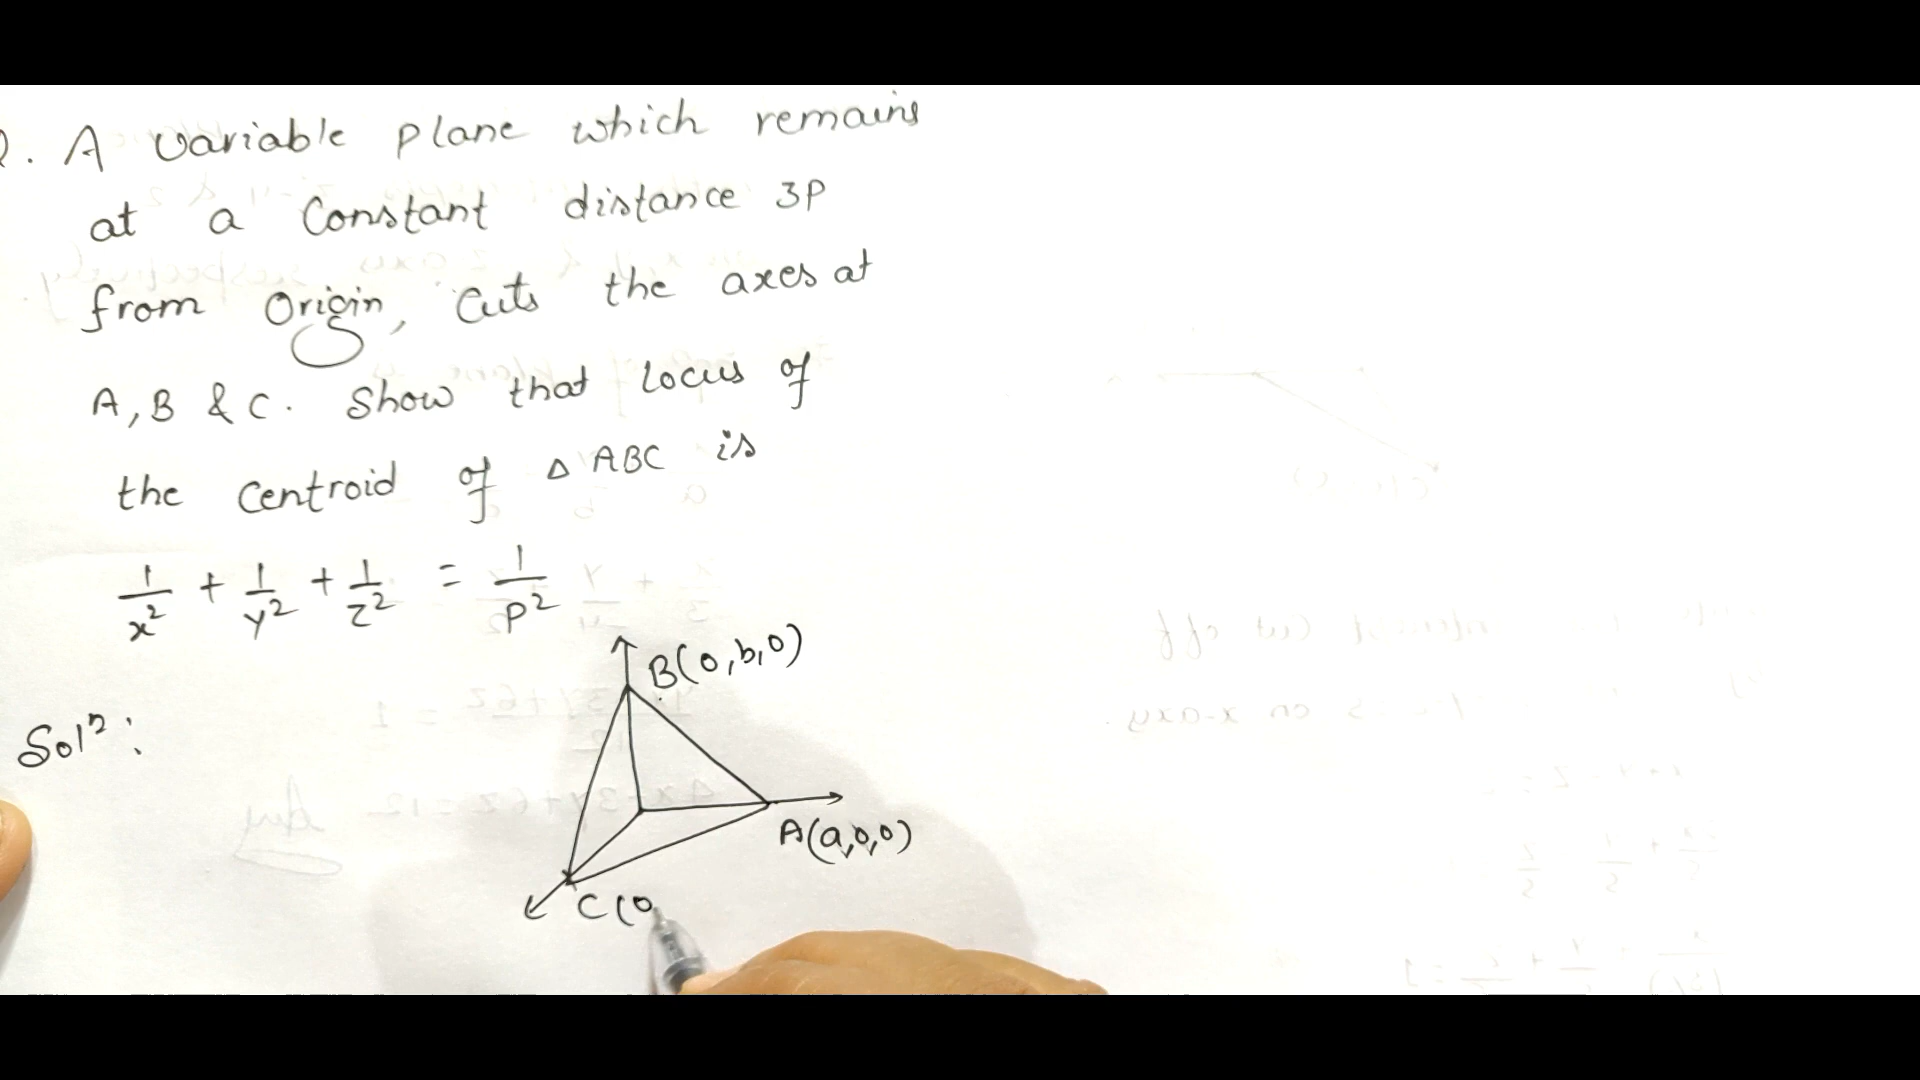 . A variable plane which remains
at a constant distance 3P
from origin, cuts the axes at
A, B & C. Show that locus of
the centroid of △ ABC is
1/x² + 1/y² + 1/z² = 1/P²
B(0,b,0)
Solⁿ:
A(a,0,0)
C(0